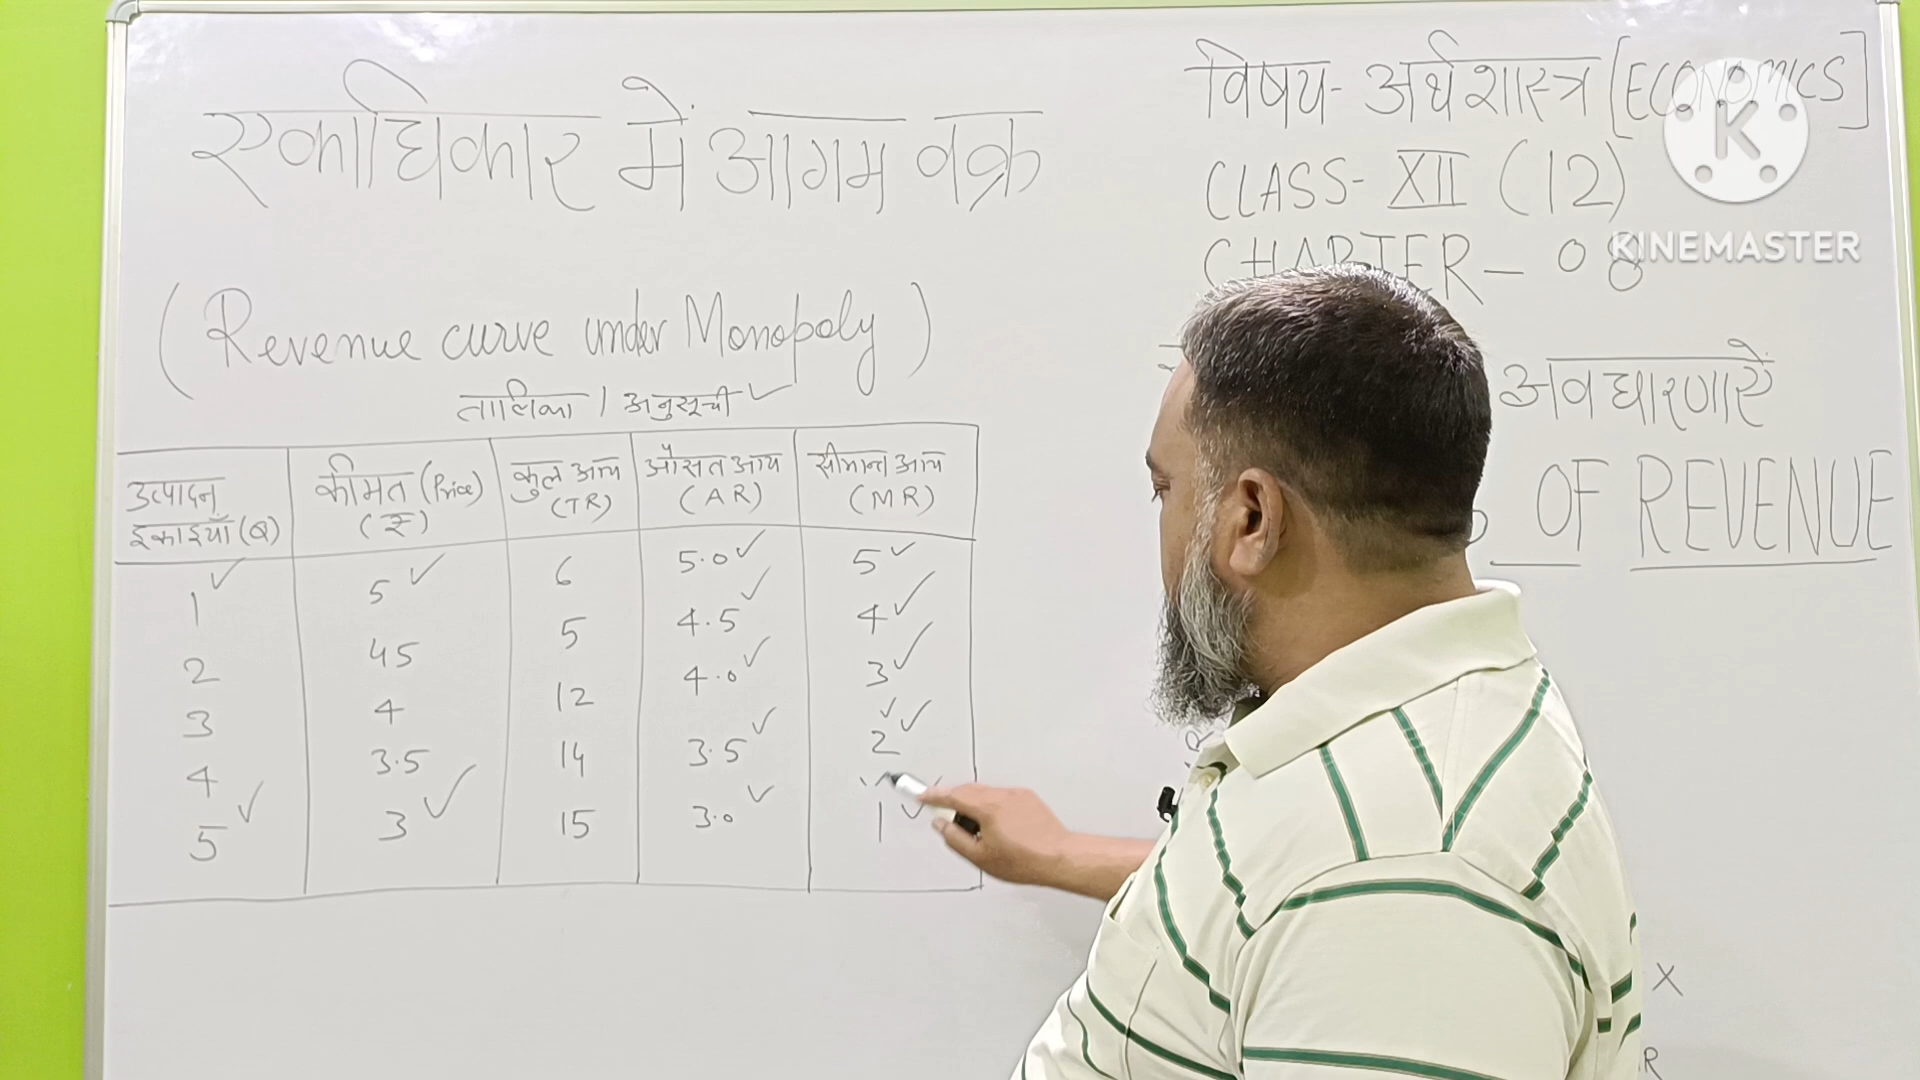 एकाधिकार में आगम वक्र
(Revenue curve under Monopoly)
तालिका / अनुसूची ✓
उत्पादन इकाइयाँ (Q) कीमत (Price) (₹) कुल आय (TR) औसत आय (AR) सीमान्त आय (MR)
1 ✓ 5 ✓ 6 5.0 ✓ 5 ✓
2 45 5 4.5 ✓ 4 ✓
3 4 12 4.0 ✓ 3 ✓
4 3.5 14 3.5 ✓ 2 ✓✓
5 ✓ 3 ✓ 15 3.0 ✓ 1 ✓
विषय - अर्थशास्त्र [ECONOMICS]
CLASS - XII (12)
CHAPTER - 08
अवधारणाऐं
OF REVENUE
X
R
K
KINEMASTER